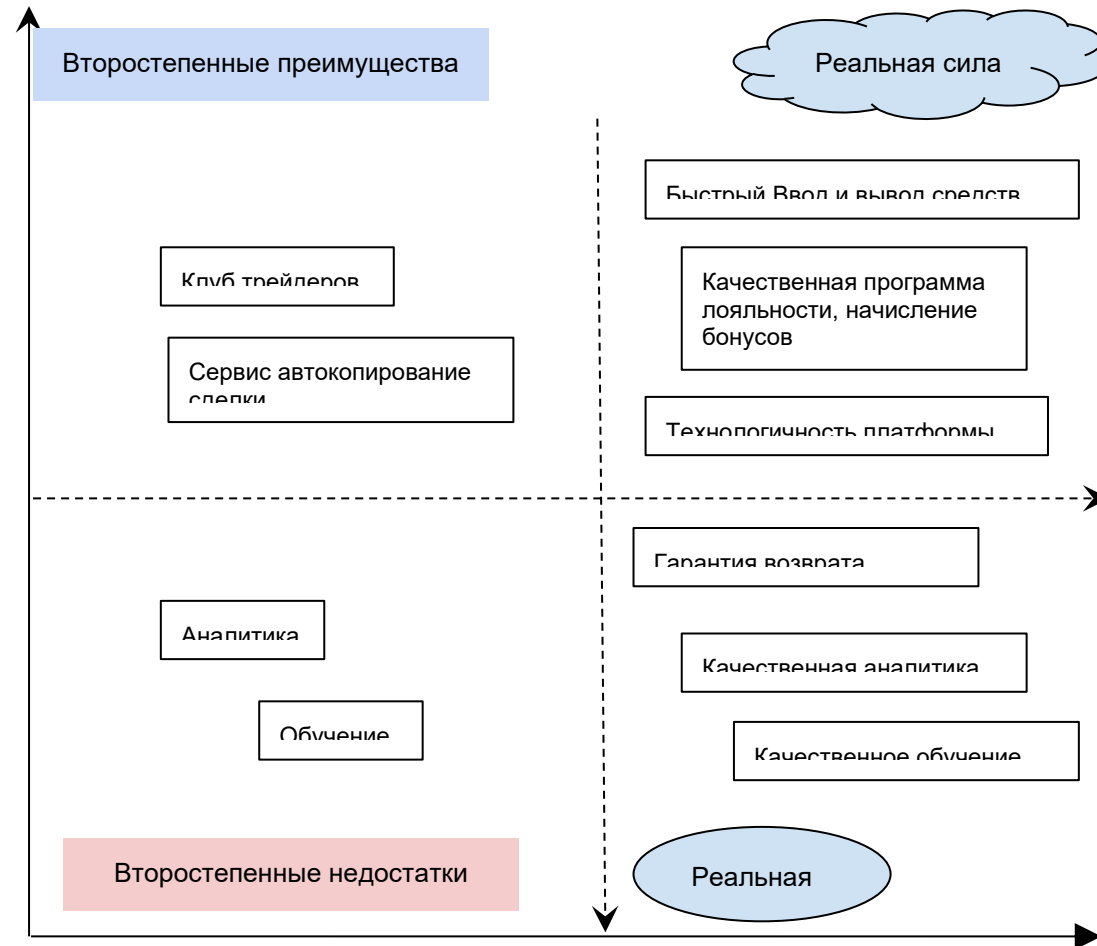 Второстепенные преимущества
Реальная сила
Быстрый Ввод и вывод средств
Клуб трейдеров
Качественная программа
лояльности, начисление
бонусов
Сервис автокопирование
сделки
Технологичность платформы
Гарантия возврата
Аналитика
Качественная аналитика
Обучение
Качественное обучение
Второстепенные недостатки
Реальная